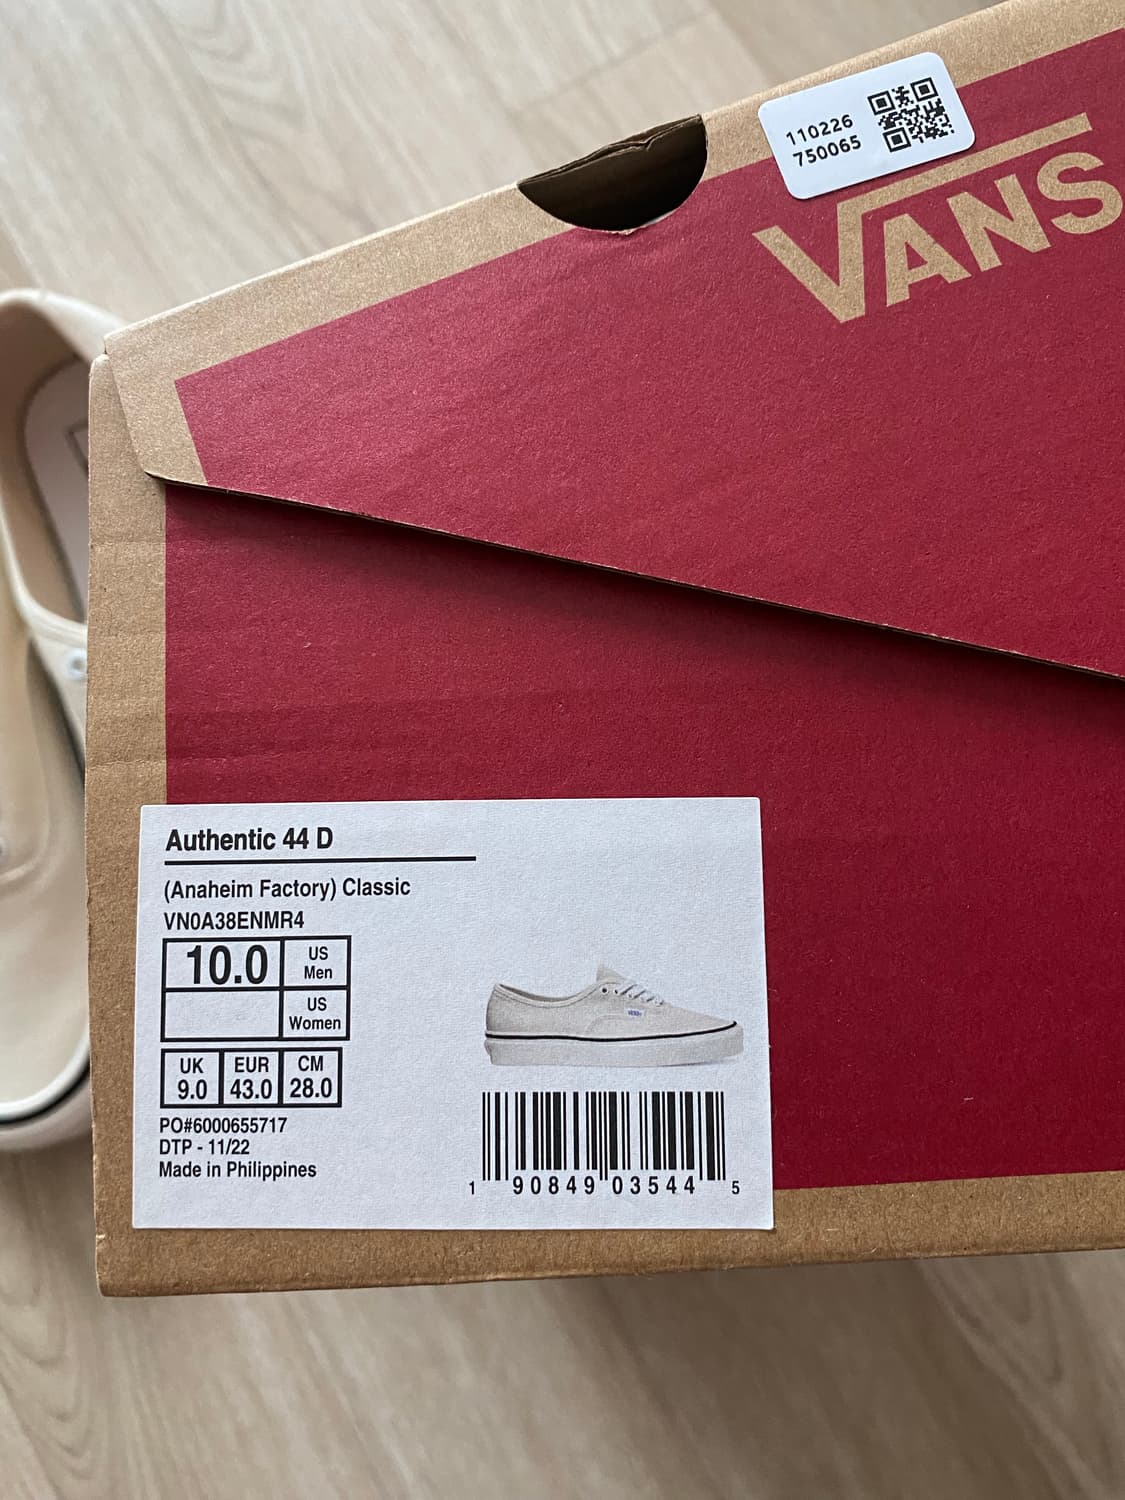 110226
750065
VANS
Authentic 44 D
(Anaheim Factory) Classic
VN0A38ENMR4
10.0 US Men
US Women
UK EUR CM
9.0 43.0 28.0
PO#6000655717
DTP - 11/22
Made in Philippines
1 90849 03544 5